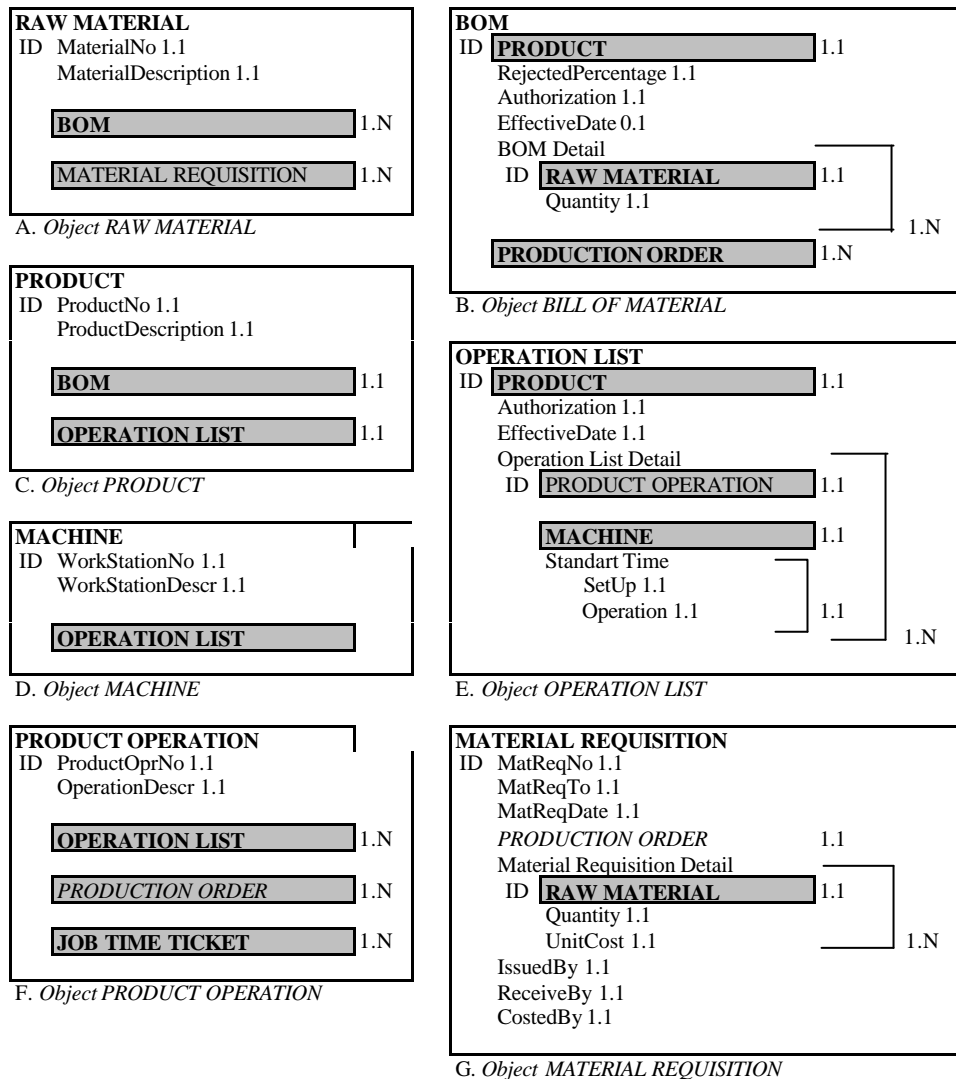 RAW MATERIAL
ID MaterialNo 1.1
MaterialDescription 1.1
BOM 1.N
MATERIAL REQUISITION 1.N
A. Object RAW MATERIAL
PRODUCT
ID ProductNo 1.1
ProductDescription 1.1
BOM 1.1
OPERATION LIST 1.1
C. Object PRODUCT
MACHINE
ID WorkStationNo 1.1
WorkStationDescr 1.1
OPERATION LIST
D. Object MACHINE
PRODUCT OPERATION
ID ProductOprNo 1.1
OperationDescr 1.1
OPERATION LIST 1.N
PRODUCTION ORDER 1.N
JOB TIME TICKET 1.N
F. Object PRODUCT OPERATION
BOM
ID PRODUCT 1.1
RejectedPercentage 1.1
Authorization 1.1
EffectiveDate 0.1
BOM Detail
ID RAW MATERIAL 1.1
Quantity 1.1
1.N
PRODUCTION ORDER 1.N
B. Object BILL OF MATERIAL
OPERATION LIST
ID PRODUCT 1.1
Authorization 1.1
EffectiveDate 1.1
Operation List Detail
ID PRODUCT OPERATION 1.1
MACHINE 1.1
Standart Time
SetUp 1.1
Operation 1.1 1.1
1.N
E. Object OPERATION LIST
MATERIAL REQUISITION
ID MatReqNo 1.1
MatReqTo 1.1
MatReqDate 1.1
PRODUCTION ORDER 1.1
Material Requisition Detail
ID RAW MATERIAL 1.1
Quantity 1.1
UnitCost 1.1 1.N
IssuedBy 1.1
ReceiveBy 1.1
CostedBy 1.1
G. Object MATERIAL REQUISITION